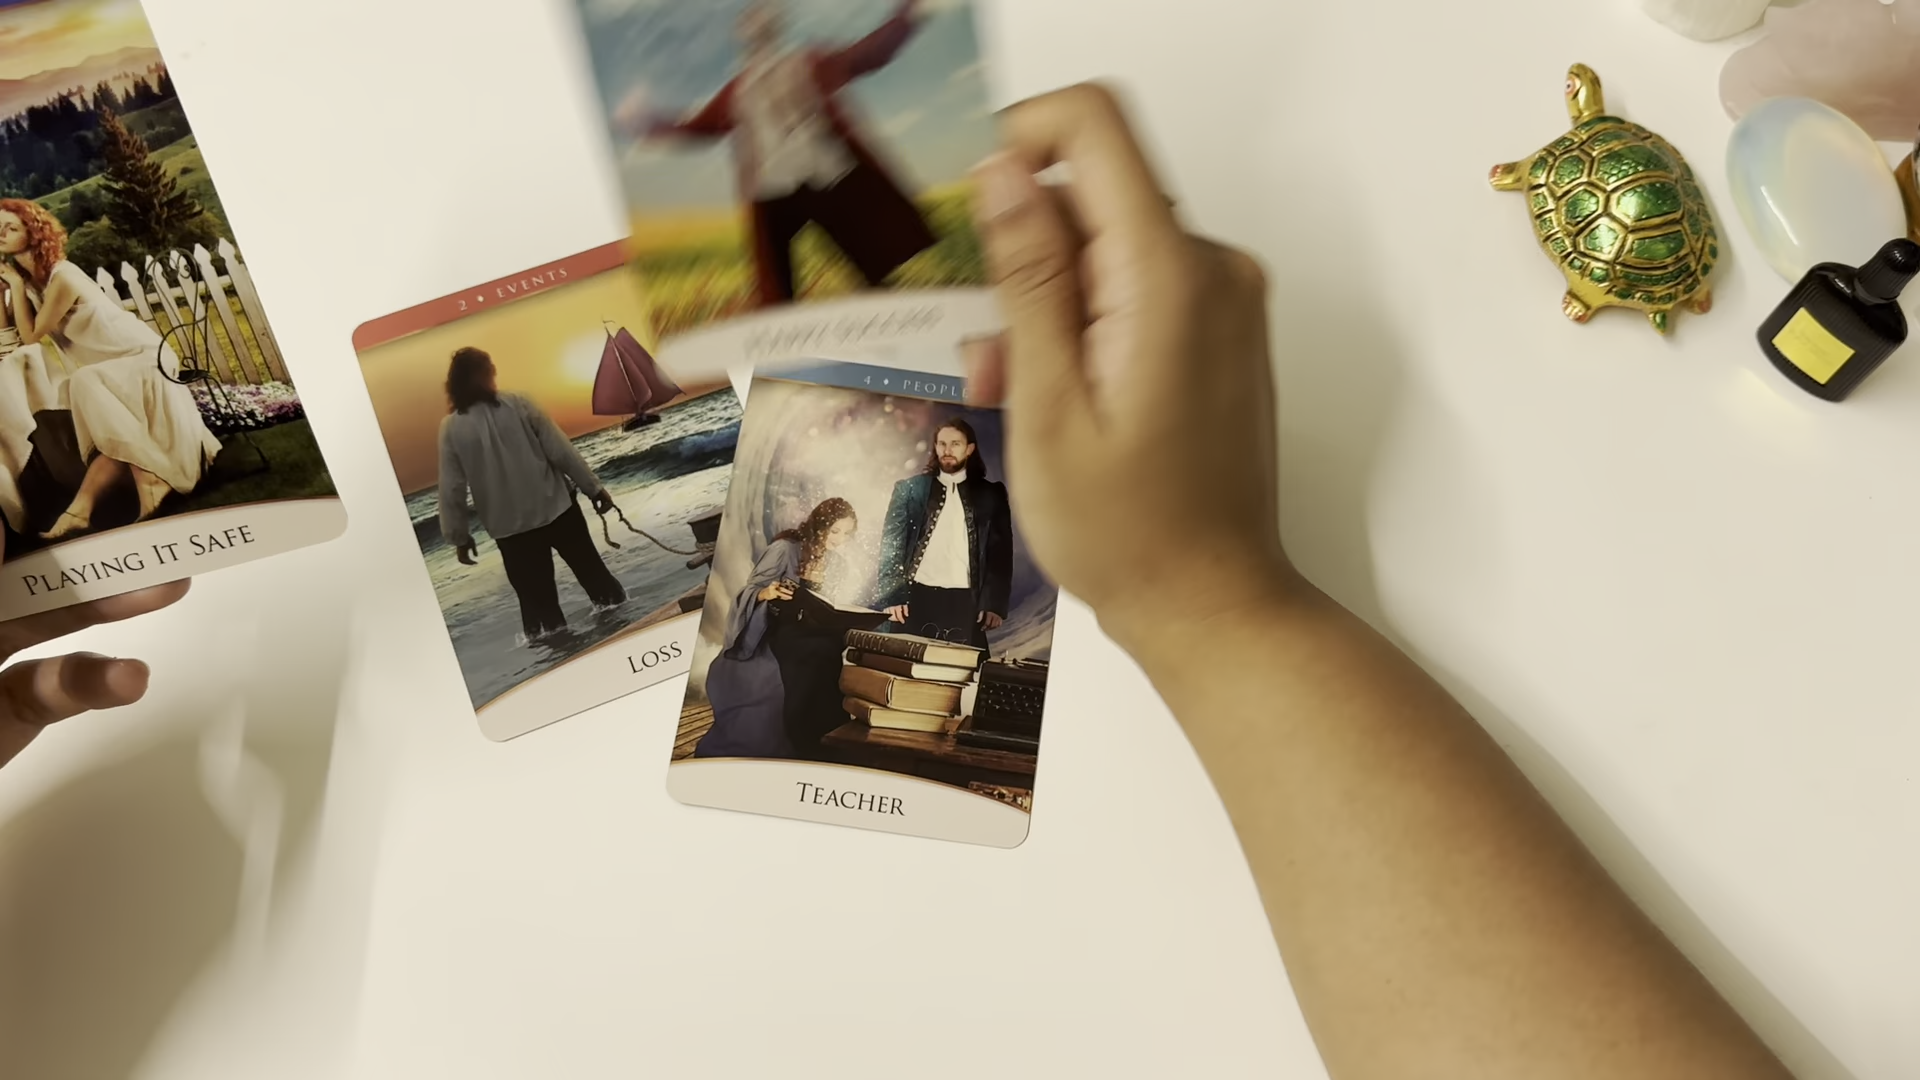 PLAYING IT SAFE
2 ♦ EVENTS
LOSS
4 ♦ PEOPLE
TEACHER